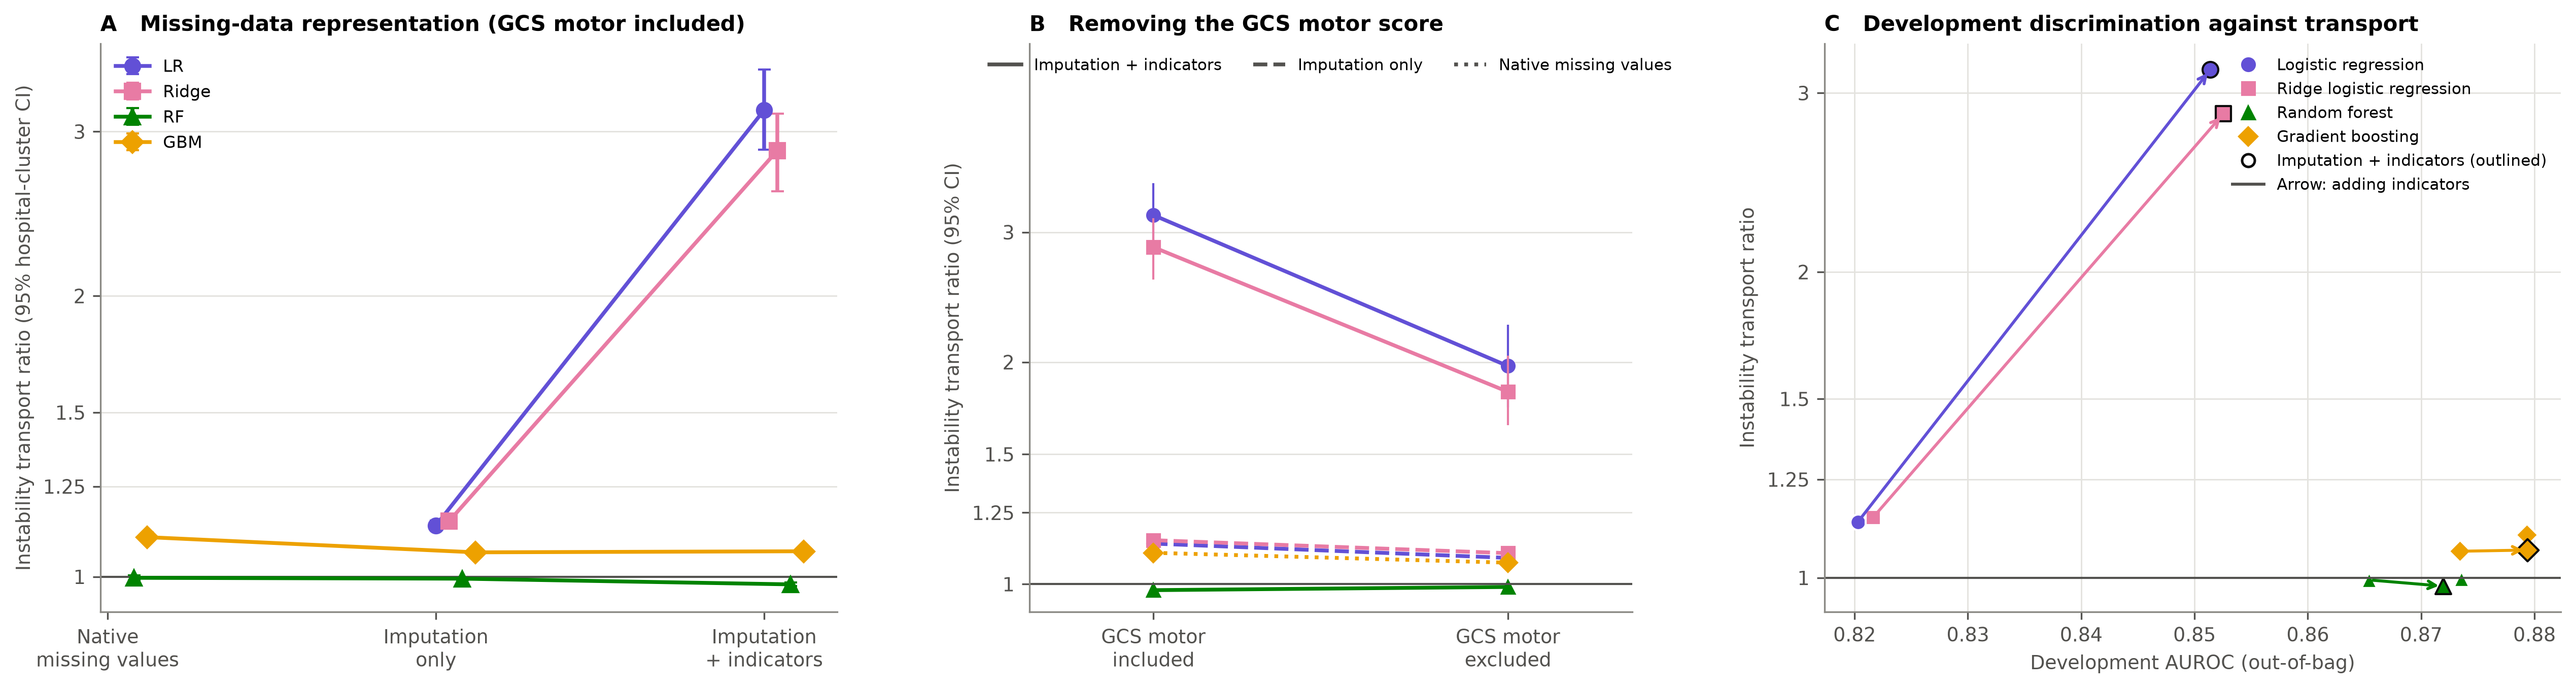 A Missing-data representation (GCS motor included)
Instability transport ratio (95% hospital-cluster CI)
3
2
1.5
1.25
1
LR
Ridge
RF
GBM
Native
missing values
Imputation
only
Imputation
+ indicators
B Removing the GCS motor score
Imputation + indicators
Imputation only
Native missing values
Instability transport ratio (95% CI)
3
2
1.5
1.25
1
GCS motor
included
GCS motor
excluded
C Development discrimination against transport
Instability transport ratio
3
2
1.5
1.25
1
Logistic regression
Ridge logistic regression
Random forest
Gradient boosting
Imputation + indicators (outlined)
Arrow: adding indicators
0.82 0.83 0.84 0.85 0.86 0.87 0.88
Development AUROC (out-of-bag)